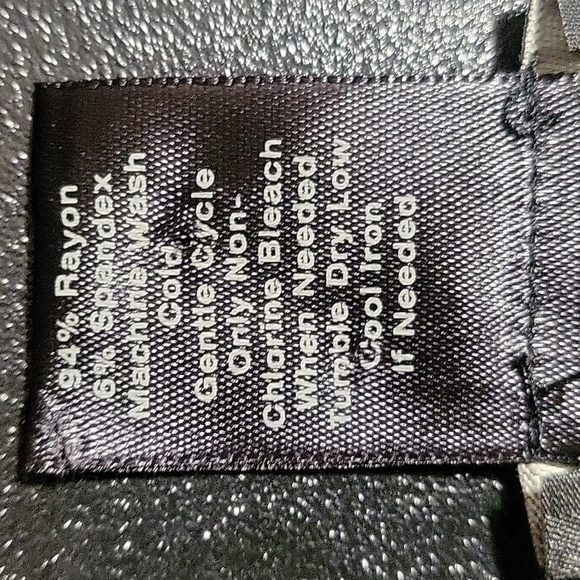 94% Rayon
6% Spandex
Machine Wash
Cold
Gentle Cycle
Only Non-
Chlorine Bleach
When Needed
Tumble Dry Low
Cool Iron
If Needed